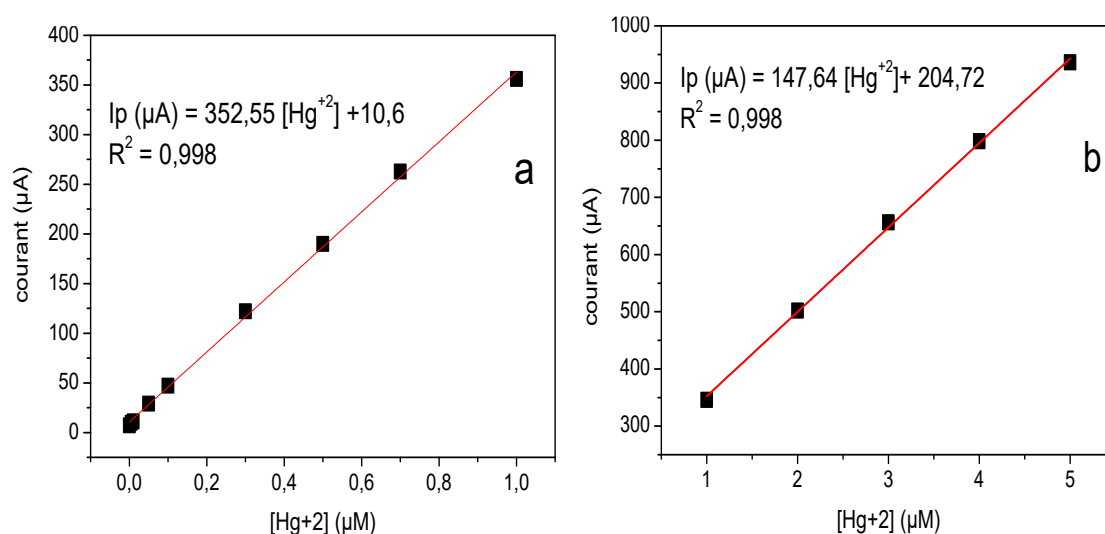 400
350
300
250
200
150
100
50
0
courant (µA)
Ip (µA) = 352,55 [Hg⁺²] +10,6
R² = 0,998
a
0,0 0,2 0,4 0,6 0,8 1,0
[Hg+2] (µM)
1000
900
800
700
600
500
400
300
courant (µA)
Ip (µA) = 147,64 [Hg⁺²]+ 204,72
R² = 0,998
b
1 2 3 4 5
[Hg+2] (µM)